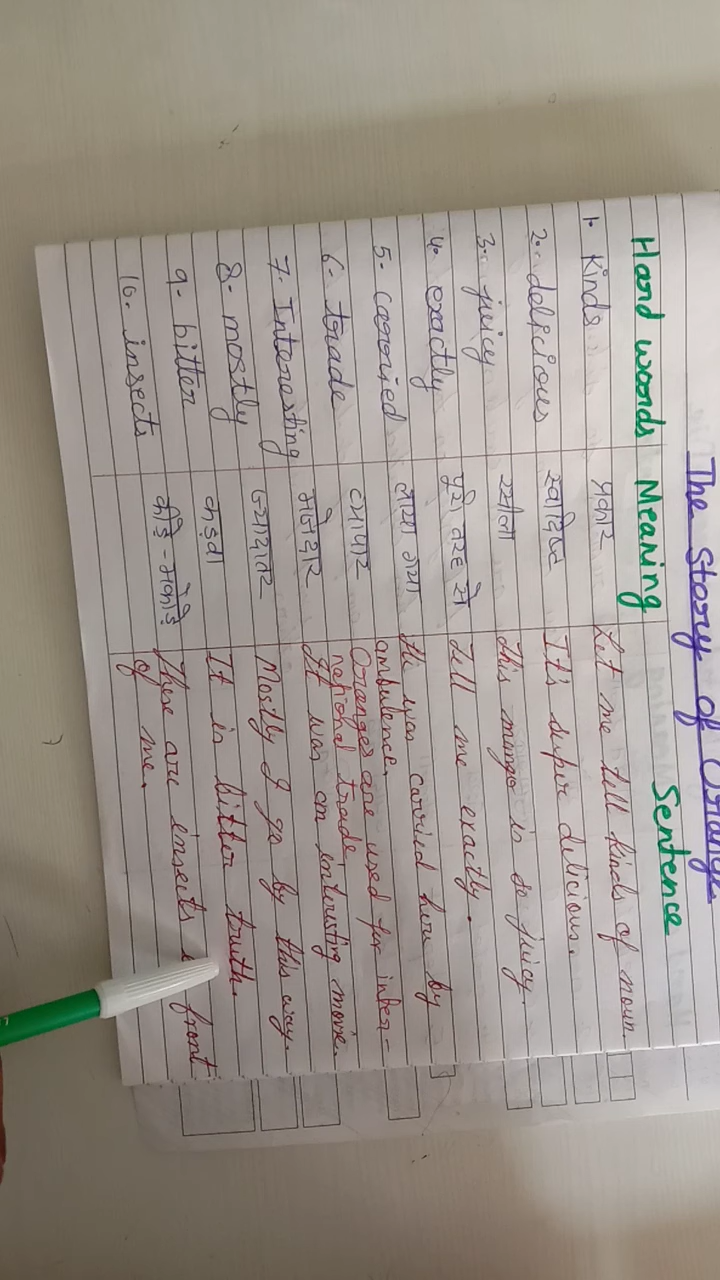 The Story of Orange
Hard words Meaning Sentence
1. Kinds प्रकार Let me tell kinds of noun.
2. delicious स्वादिष्ट It's super delicious.
3. juicy रसीला This mango is so juicy.
4. exactly पूरी तरह से Tell me exactly.
5. carried लाया गया He was carried here by
ambulence.
6. trade व्यापार Oranges are used for inter-
national trade.
7. Interesting मजेदार It was an interesting movie.
8. mostly ज्यादातर Mostly I go by this way.
9. bitter कडवा It is bitter truth.
10. insects कीड़े-मकोड़े There are insects front
of me.